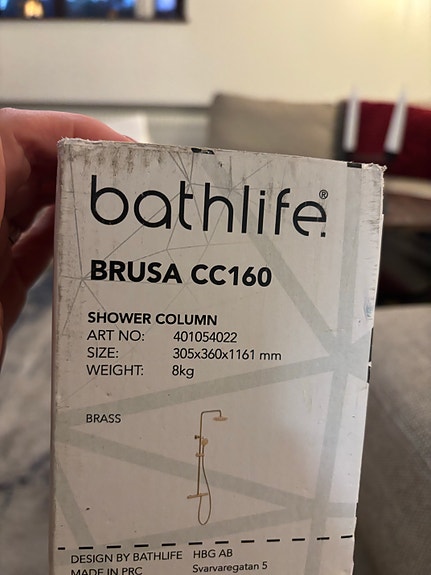 bathlife®
BRUSA CC160
SHOWER COLUMN
ART NO: 401054022
SIZE: 305x360x1161 mm
WEIGHT: 8kg
BRASS
DESIGN BY BATHLIFE HBG AB
MADE IN PRC Svarvaregatan 5